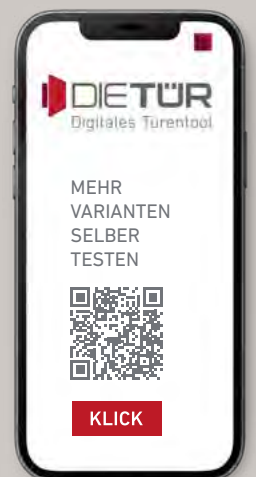 DIETÜR
Digitales Türentool
MEHR
VARIANTEN
SELBER
TESTEN
KLICK